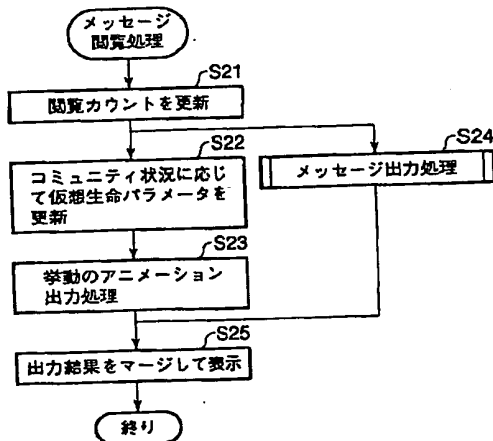 メッセージ
閲覧処理
S21
閲覧カウントを更新
S22
コミュニティ状況に応じ
て仮想生命パラメータを
更新
S24
メッセージ出力処理
S23
挙動のアニメーション
出力処理
S25
出力結果をマージして表示
終り